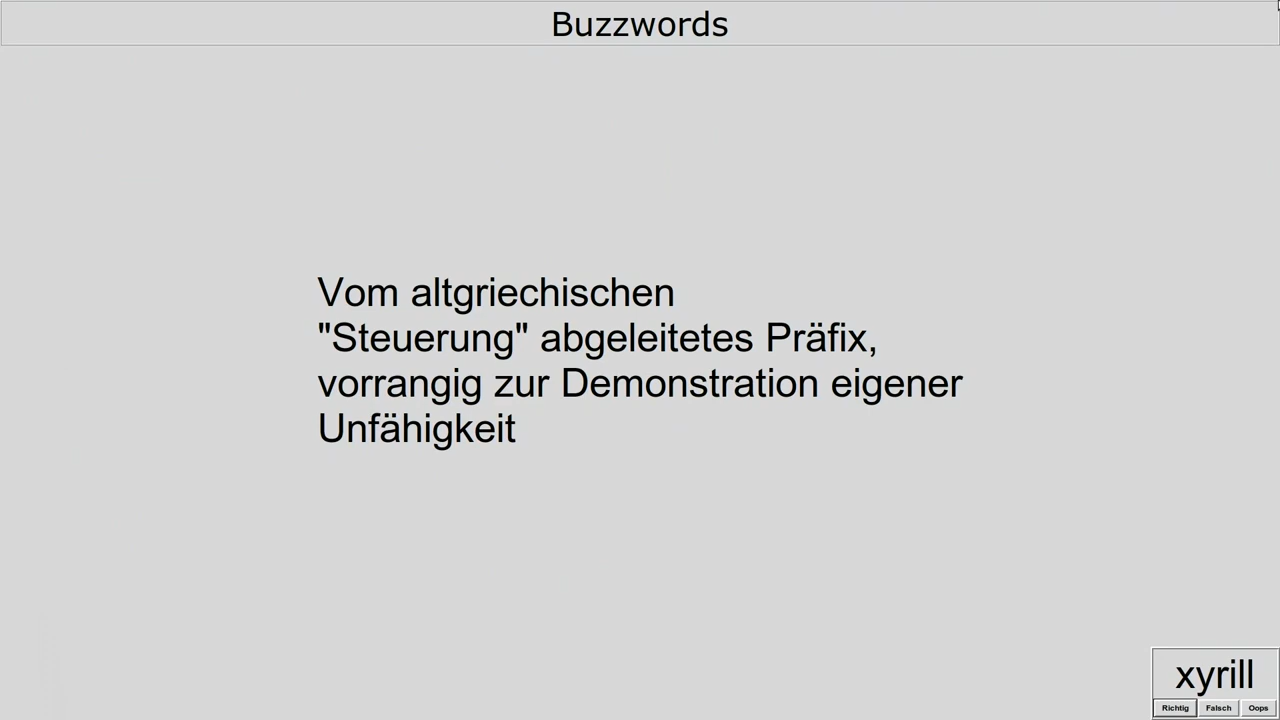 Buzzwords
Vom altgriechischen
"Steuerung" abgeleitetes Präfix,
vorrangig zur Demonstration eigener
Unfähigkeit
xyrill
Richtig Falsch Oops